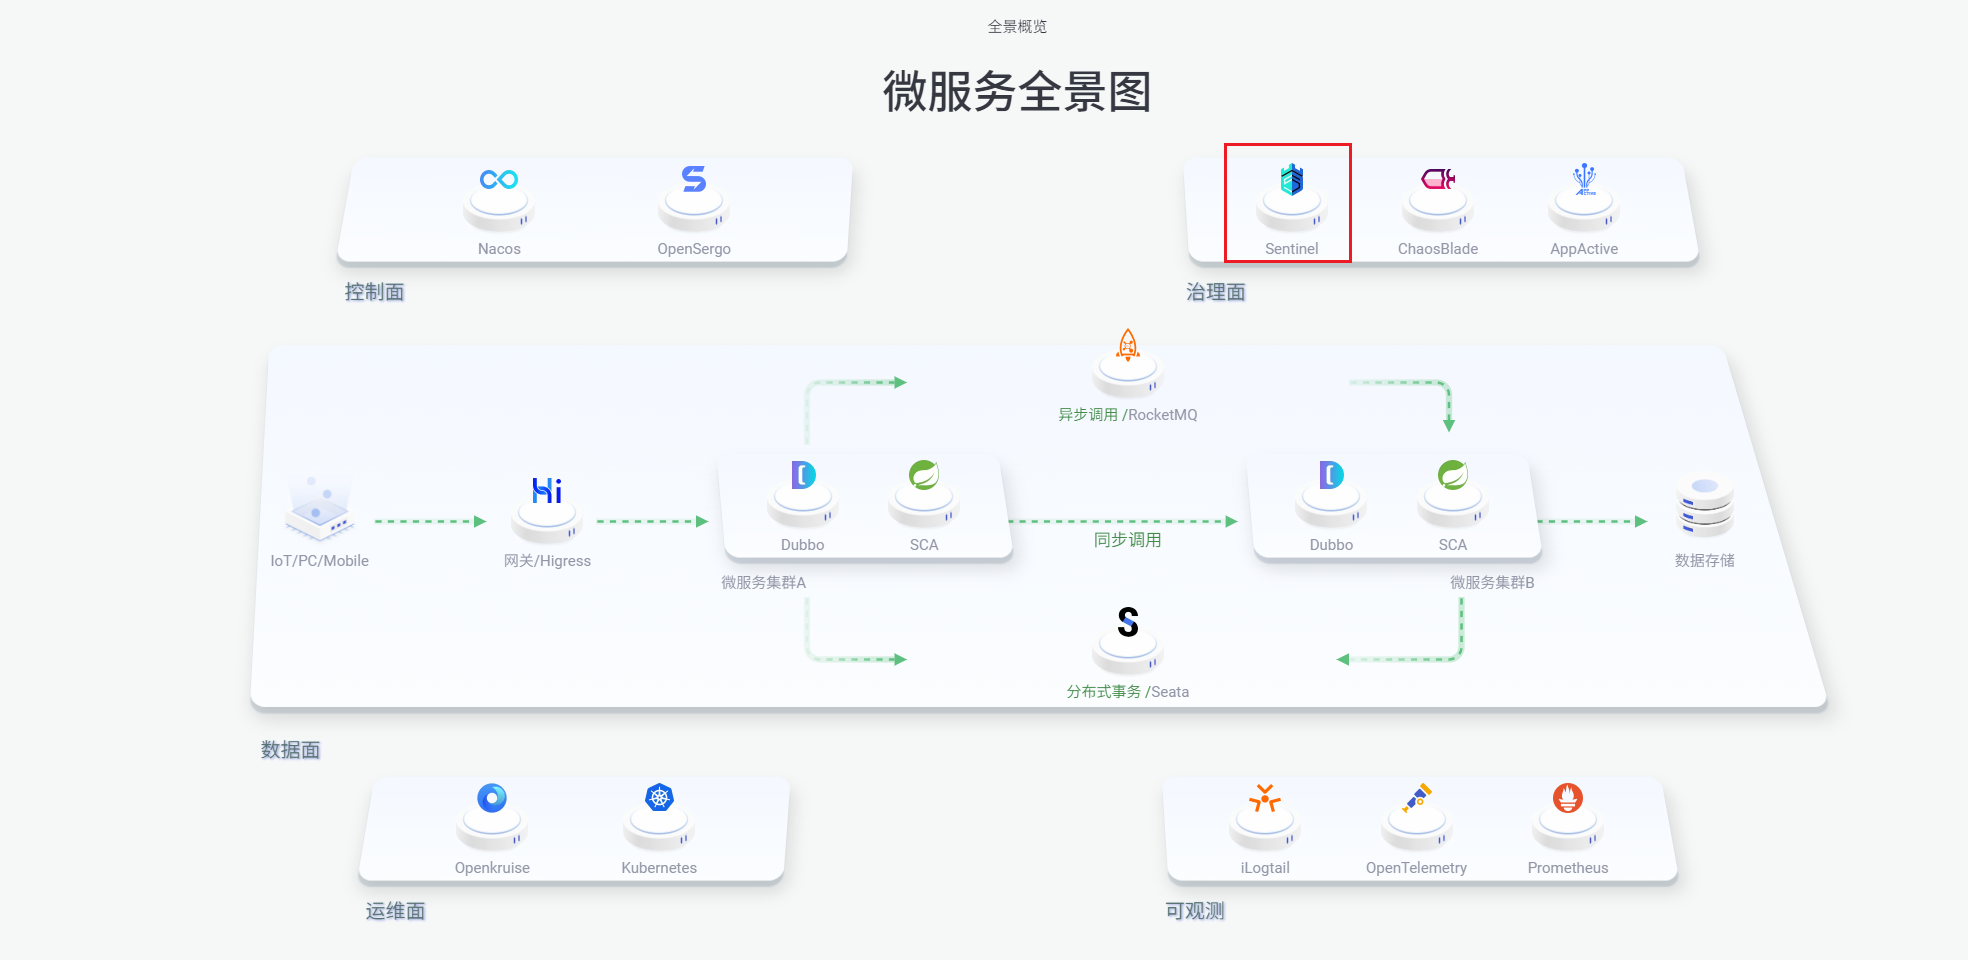 全景概览
微服务全景图
Nacos
OpenSergo
控制面
Sentinel
ChaosBlade
AppActive
治理面
异步调用 /RocketMQ
IoT/PC/Mobile
网关/Higress
Dubbo
SCA
微服务集群A
同步调用
Dubbo
SCA
微服务集群B
数据存储
分布式事务 /Seata
数据面
Openkruise
Kubernetes
运维面
iLogtail
OpenTelemetry
Prometheus
可观测